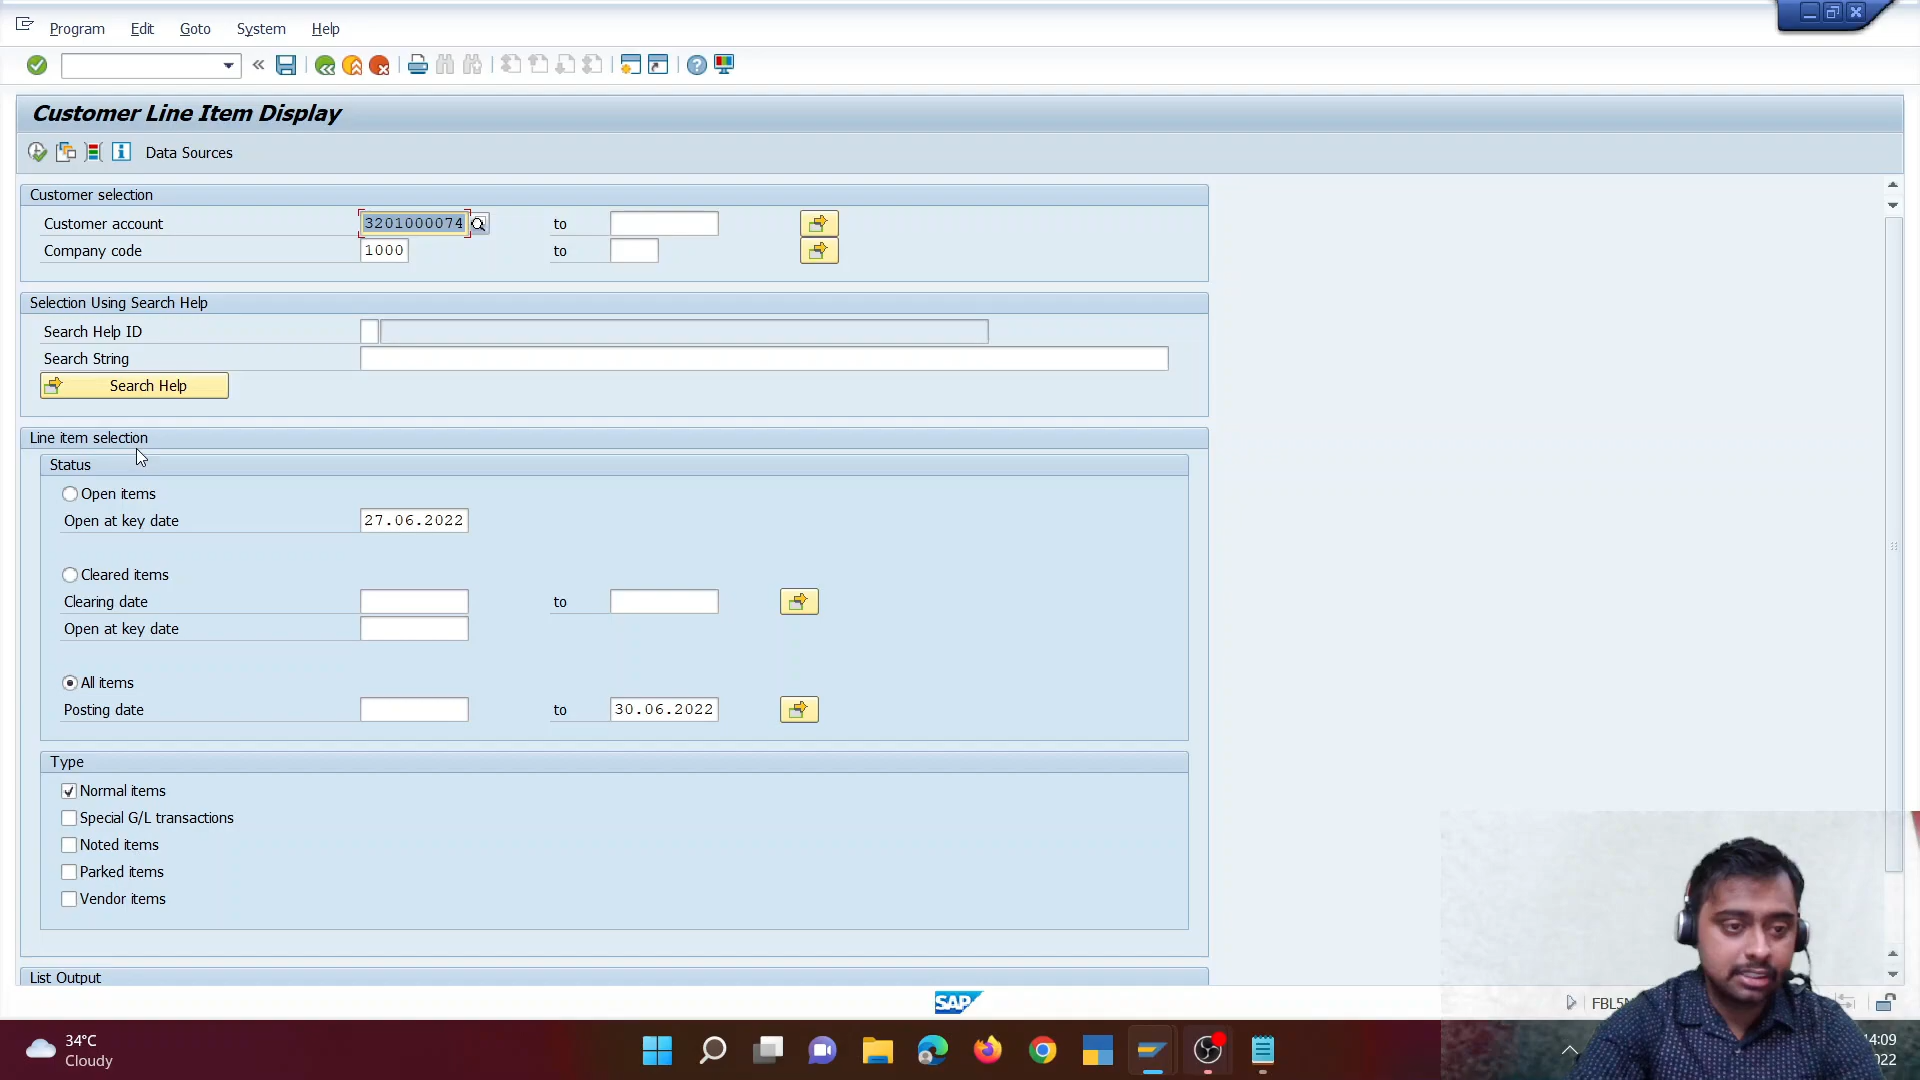 Program Edit Goto System Help
Customer Line Item Display
Data Sources
Customer selection
Customer account 3201000074 to
Company code 1000 to
Selection Using Search Help
Search Help ID
Search String
Search Help
Line item selection
Status
Open items
Open at key date 27.06.2022
Cleared items
Clearing date to
Open at key date
All items
Posting date to 30.06.2022
Type
Normal items
Special G/L transactions
Noted items
Parked items
Vendor items
List Output
SAP
34°C
Cloudy